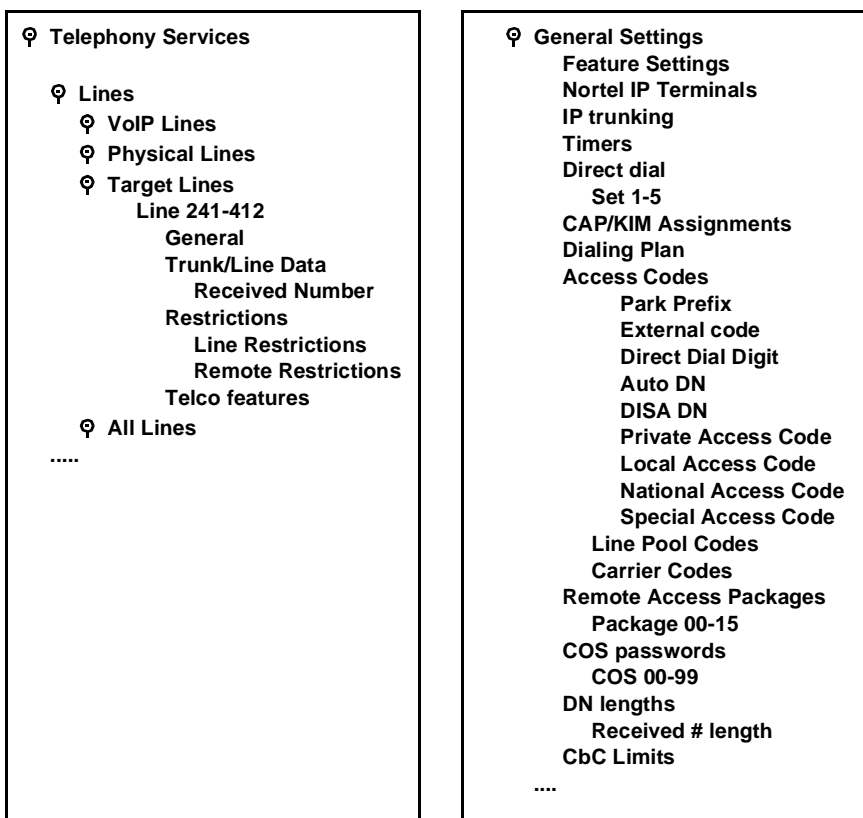 Telephony Services
Lines
VoIP Lines
Physical Lines
Target Lines
Line 241-412
General
Trunk/Line Data
Received Number
Restrictions
Line Restrictions
Remote Restrictions
Telco features
All Lines
.....
General Settings
Feature Settings
Nortel IP Terminals
IP trunking
Timers
Direct dial
Set 1-5
CAP/KIM Assignments
Dialing Plan
Access Codes
Park Prefix
External code
Direct Dial Digit
Auto DN
DISA DN
Private Access Code
Local Access Code
National Access Code
Special Access Code
Line Pool Codes
Carrier Codes
Remote Access Packages
Package 00-15
COS passwords
COS 00-99
DN lengths
Received # length
CbC Limits
....